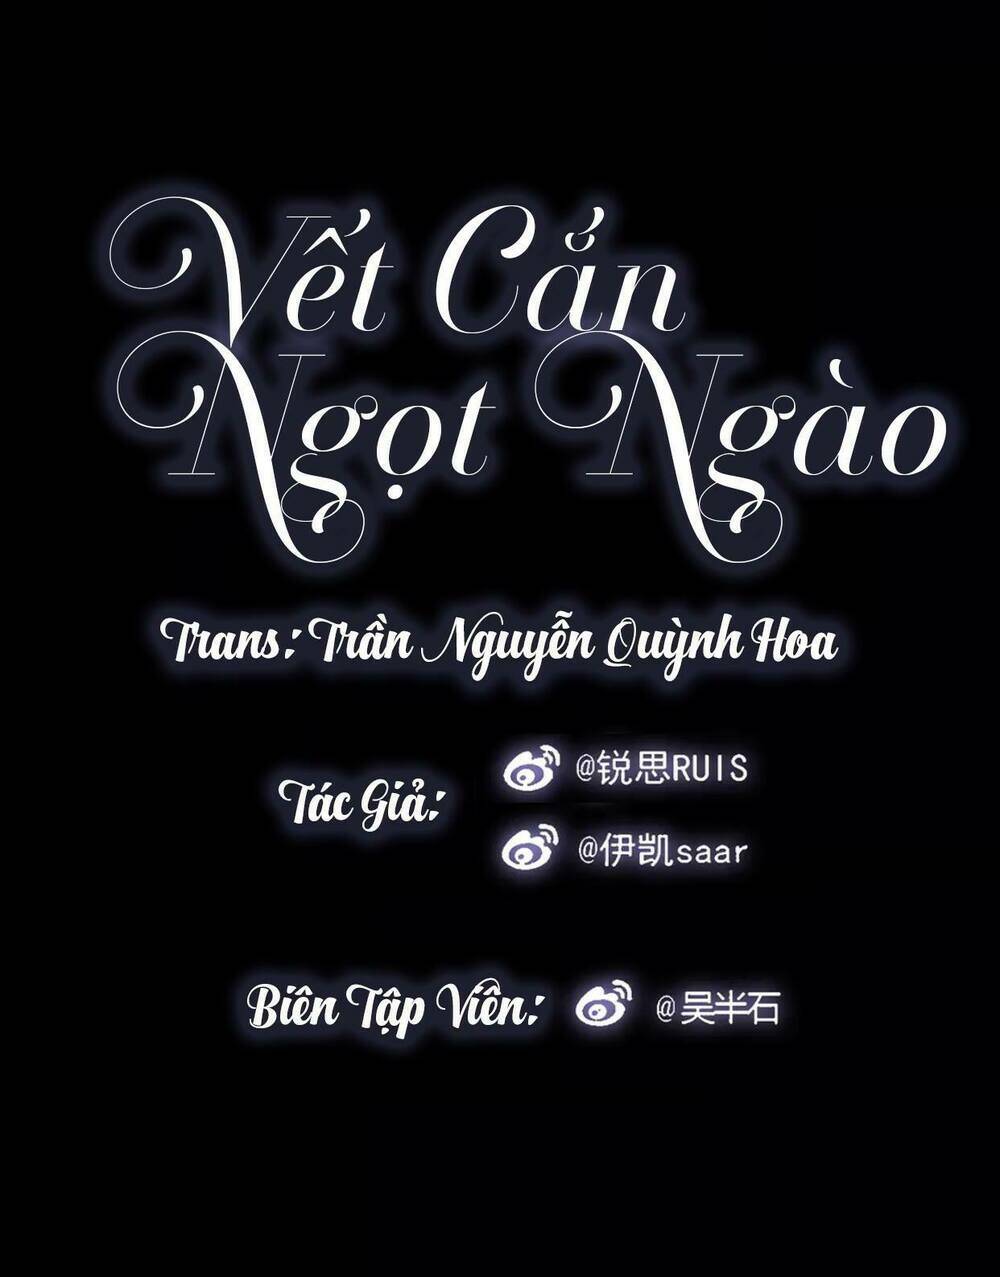 Vết Cắn
Ngọt Ngào
Trans: Trần Nguyễn Quỳnh Hoa
Tác Giả: @锐思RUIS
@伊凯saar
Biên Tập Viên: @吴半石